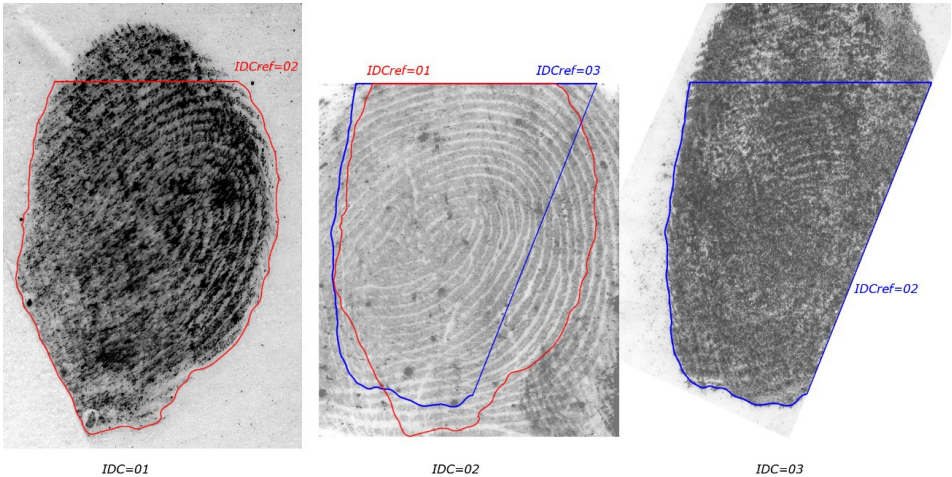 IDCref=02
IDCref=01
IDCref=03
IDCref=02
IDC=01
IDC=02
IDC=03